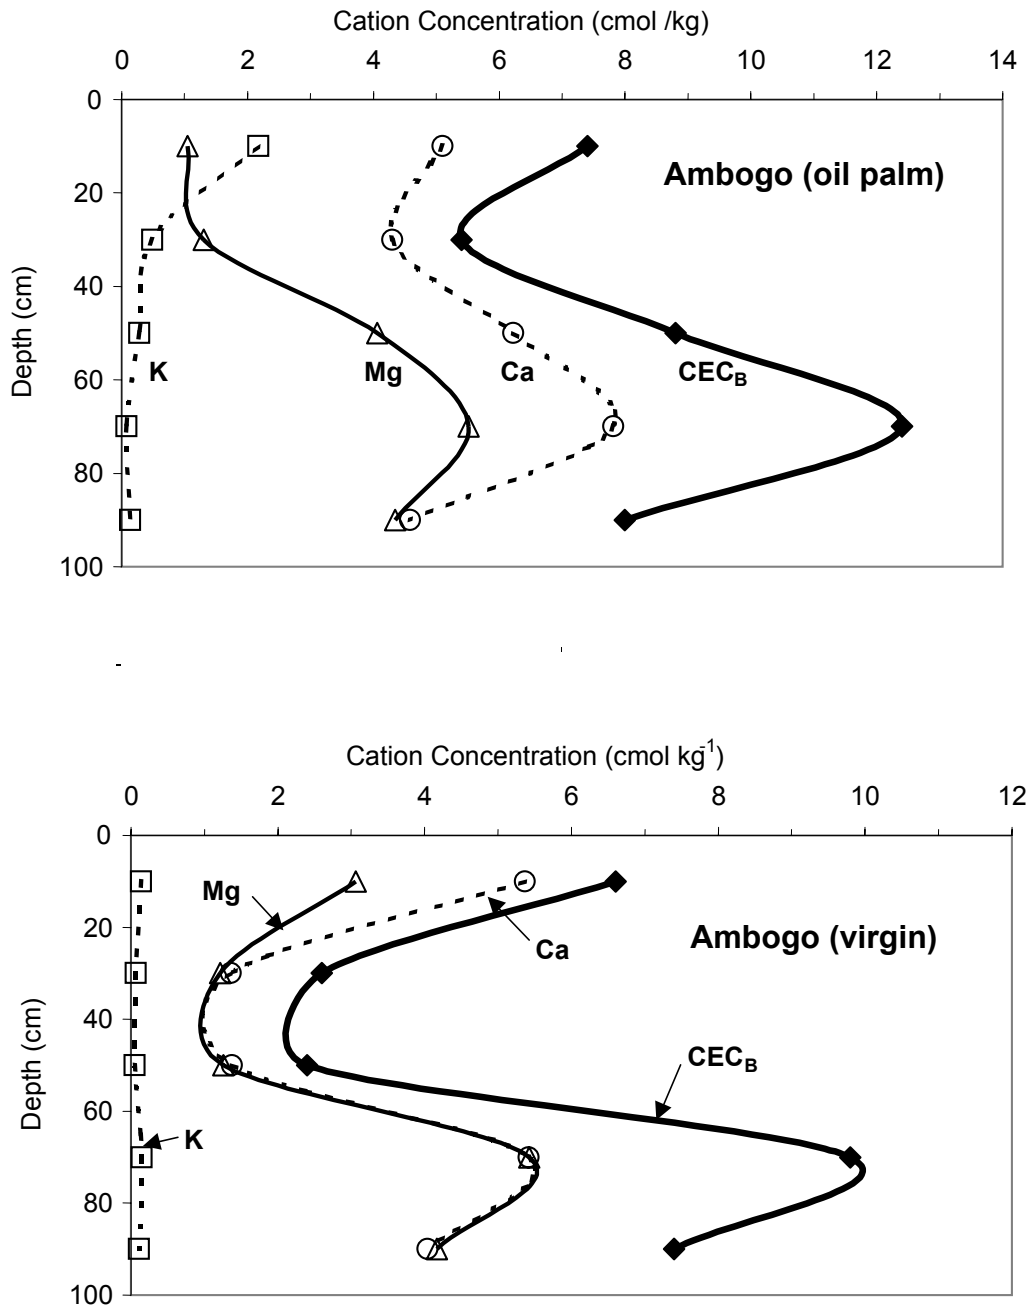 Cation Concentration (cmol /kg)
0 2 4 6 8 10 12 14
0
Ambogo (oil palm)
20
40
Depth (cm)
K Mg Ca CECB
60
80
100
Cation Concentration (cmol kg-1)
0 2 4 6 8 10 12
0
Mg
20
Ca
Ambogo (virgin)
40
CECB
Depth (cm)
60
K
80
100